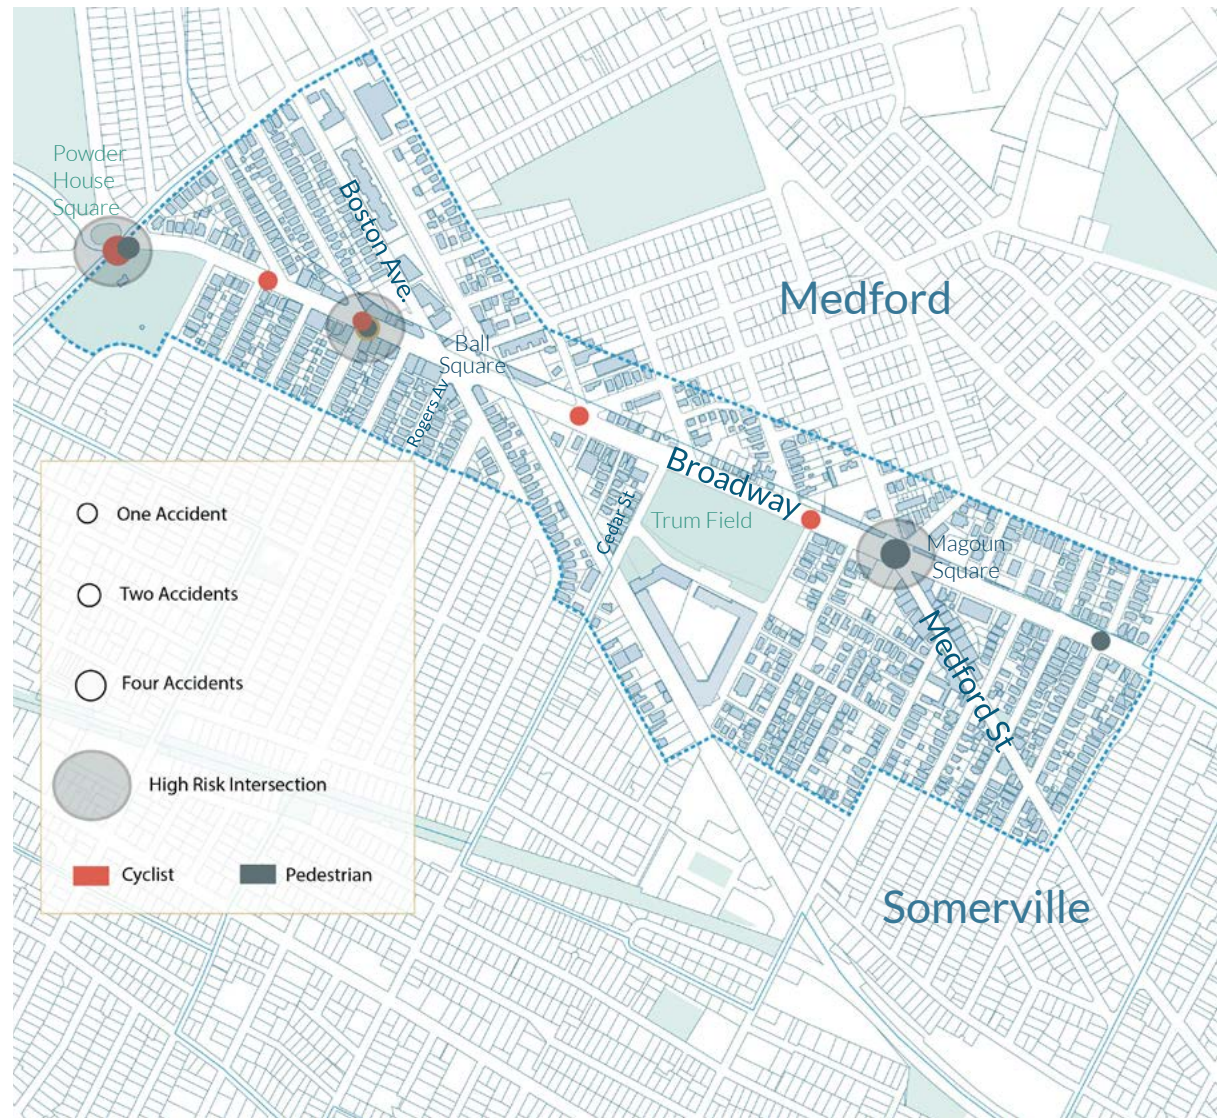 Powder
House
Square
Boston Ave.
Medford
Ball
Square
Rogers Av
Broadway
Cedar St
Trum Field
Magoun
Square
Medford St
Somerville
One Accident
Two Accidents
Four Accidents
High Risk Intersection
Cyclist
Pedestrian